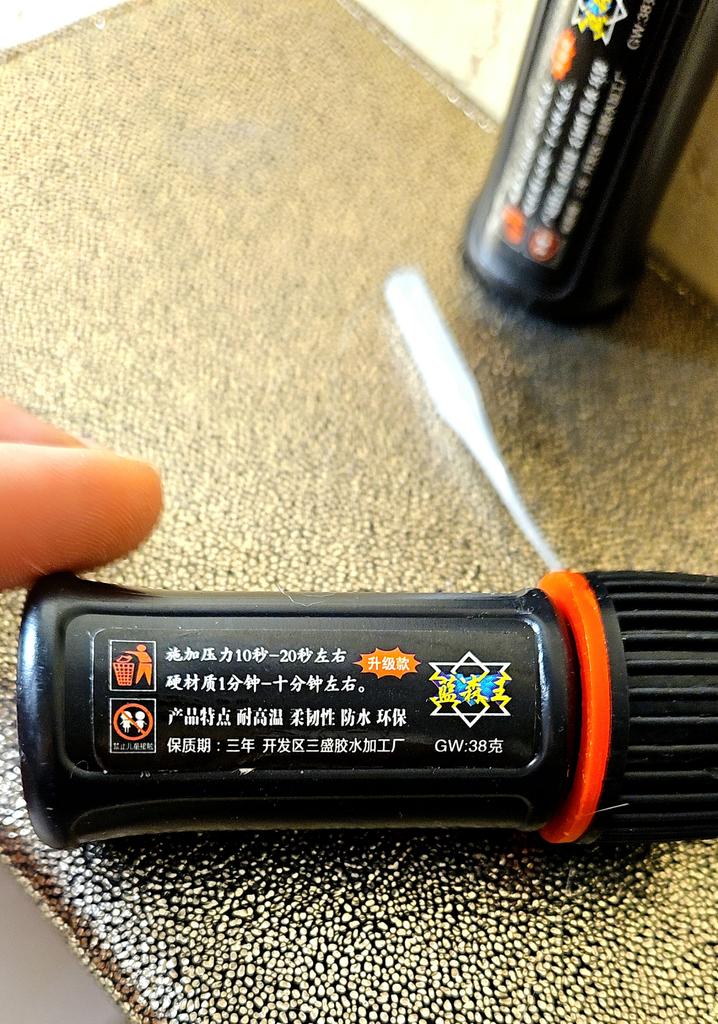 施加压力10秒-20秒左右
升级款
硬材质1分钟-十分钟左右。
产品特点 耐高温 柔韧性 防水 环保
保质期：三年 开发区三盛胶水加工厂
蓝森王
GW:38克
禁止儿童接触
GW:38